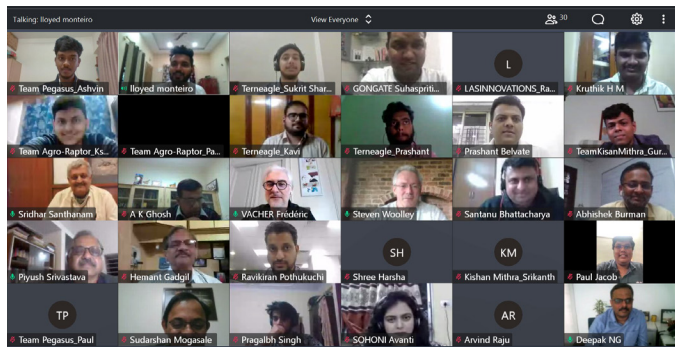 Talking: lloyed monteiro
View Everyone
30
Team Pegasus_Ashvin
lloyed monteiro
Terneagle_Sukrit Shar...
GONGATE Suhaspriti...
L
LASINNOVATIONS_Ra...
Kruthik H M
Team Agro-Raptor_Ks...
Team Agro-Raptor_Pa...
Terneagle_Kavi
Terneagle_Prashant
Prashant Belvate
TeamKisanMithra_Gur...
Sridhar Santhanam
A K Ghosh
VACHER Frédéric
Steven Woolley
Santanu Bhattacharya
Abhishek Burman
Piyush Srivastava
Hemant Gadgil
Ravikiran Pothukuchi
SH
Shree Harsha
KM
Kishan Mithra_Srikanth
Paul Jacob
TP
Team Pegasus_Paul
Sudarshan Mogasale
Pragalbh Singh
SOHONI Avanti
AR
Arvind Raju
Deepak NG